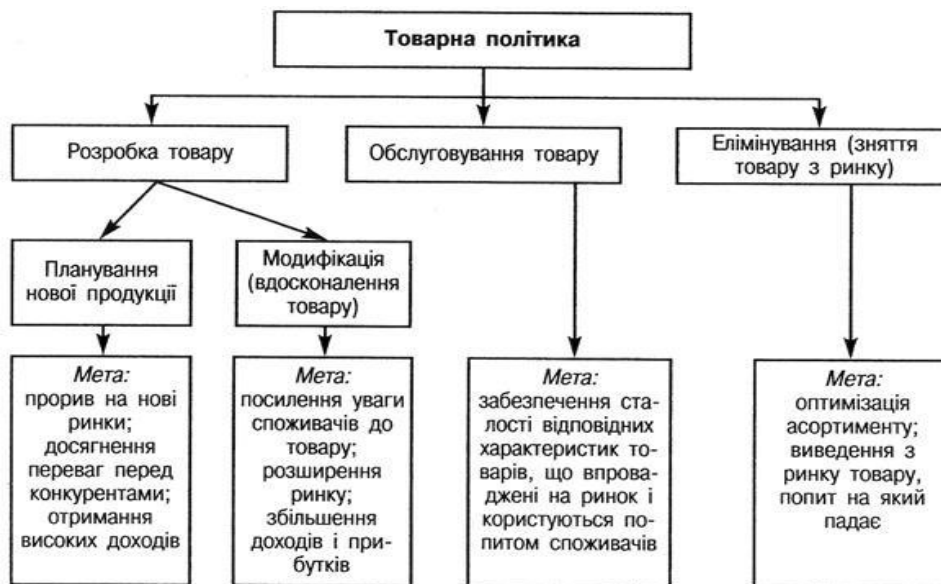 Товарна політика
Розробка товару
Обслуговування товару
Елімінування (зняття
товару з ринку)
Планування
нової продукції
Модифікація
(вдосконалення
товару)
Мета:
прорив на нові
ринки;
досягнення
переваг перед
конкурентами;
отримання
високих доходів
Мета:
посилення уваги
споживачів до
товару;
розширення
ринку;
збільшення
доходів і при-
бутків
Мета:
забезпечення ста-
лості відповідних
характеристик то-
варів, що впрова-
джені на ринок і
користуються по-
питом споживачів
Мета:
оптимізація
асортименту;
виведення з
ринку товару,
попит на який
падає